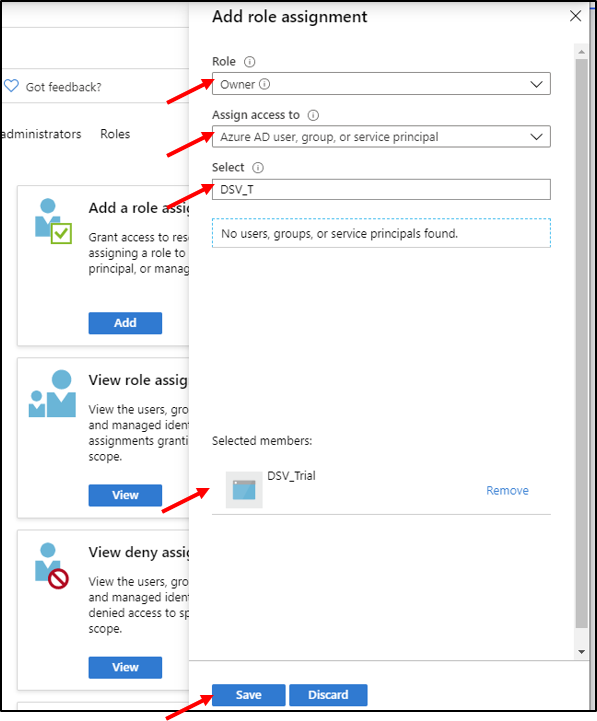 Add role assignment
Got feedback?
administrators Roles
Add a role assig
Grant access to res
assigning a role to
principal, or manag
Add
View role assig
View the users, gro
and managed ident
assignments granti
scope.
View
View deny assig
View the users, gro
and managed ident
denied access to sp
scope.
View
Role
Owner
Assign access to
Azure AD user, group, or service principal
Select
DSV_T
No users, groups, or service principals found.
Selected members:
DSV_Trial
Remove
Save Discard